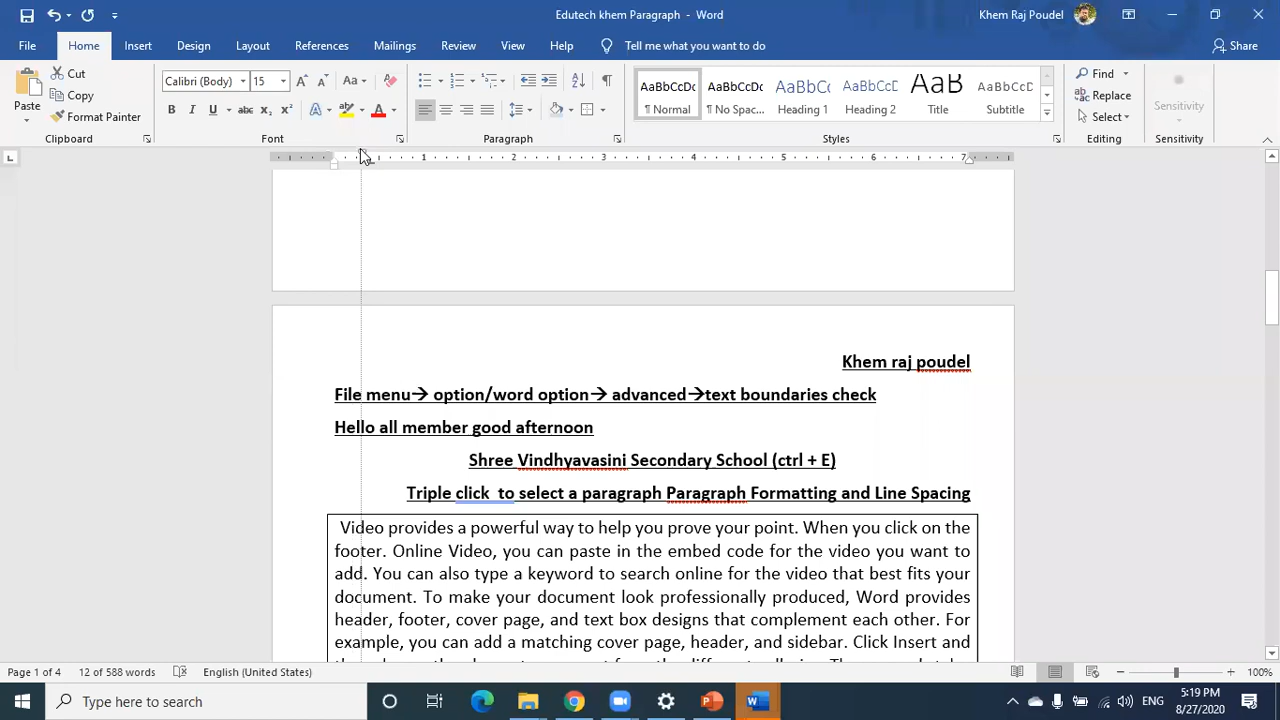 Edutech khem Paragraph - Word
Khem Raj Poudel
File Home Insert Design Layout References Mailings Review View Help Tell me what you want to do Share
Paste
Cut
Copy
Format Painter
Clipboard
Calibri (Body) 15
Font
Paragraph
AaBbCcDc AaBbCcDc AaBbCc AaBbCcD AaB AaBbCcD
¶ Normal ¶ No Spac... Heading 1 Heading 2 Title Subtitle
Styles
Find
Replace
Select
Editing
Sensitivity
Sensitivity
1 2 3 4 5 6 7
Khem raj poudel
File menu→ option/word option→ advanced→text boundaries check
Hello all member good afternoon
Shree Vindhyavasini Secondary School (ctrl + E)
Triple click to select a paragraph Paragraph Formatting and Line Spacing
Video provides a powerful way to help you prove your point. When you click on the
footer. Online Video, you can paste in the embed code for the video you want to
add. You can also type a keyword to search online for the video that best fits your
document. To make your document look professionally produced, Word provides
header, footer, cover page, and text box designs that complement each other. For
example, you can add a matching cover page, header, and sidebar. Click Insert and
Page 1 of 4 12 of 588 words English (United States) 100%
Type here to search
ENG
5:19 PM
8/27/2020